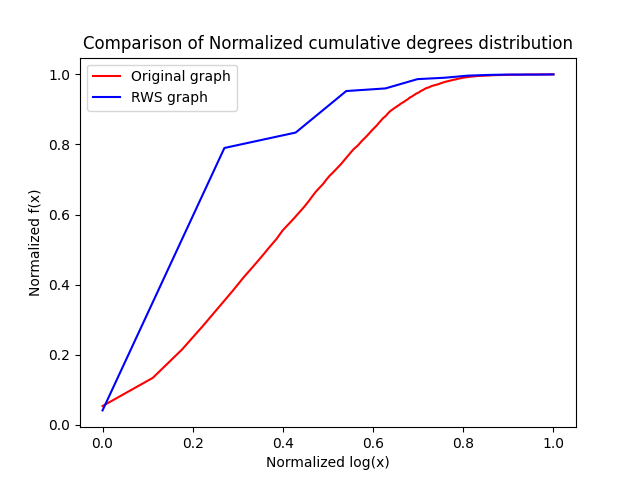 Comparison of Normalized cumulative degrees distribution
Original graph
RWS graph
Normalized f(x)
1.0
0.8
0.6
0.4
0.2
0.0
0.0 0.2 0.4 0.6 0.8 1.0
Normalized log(x)